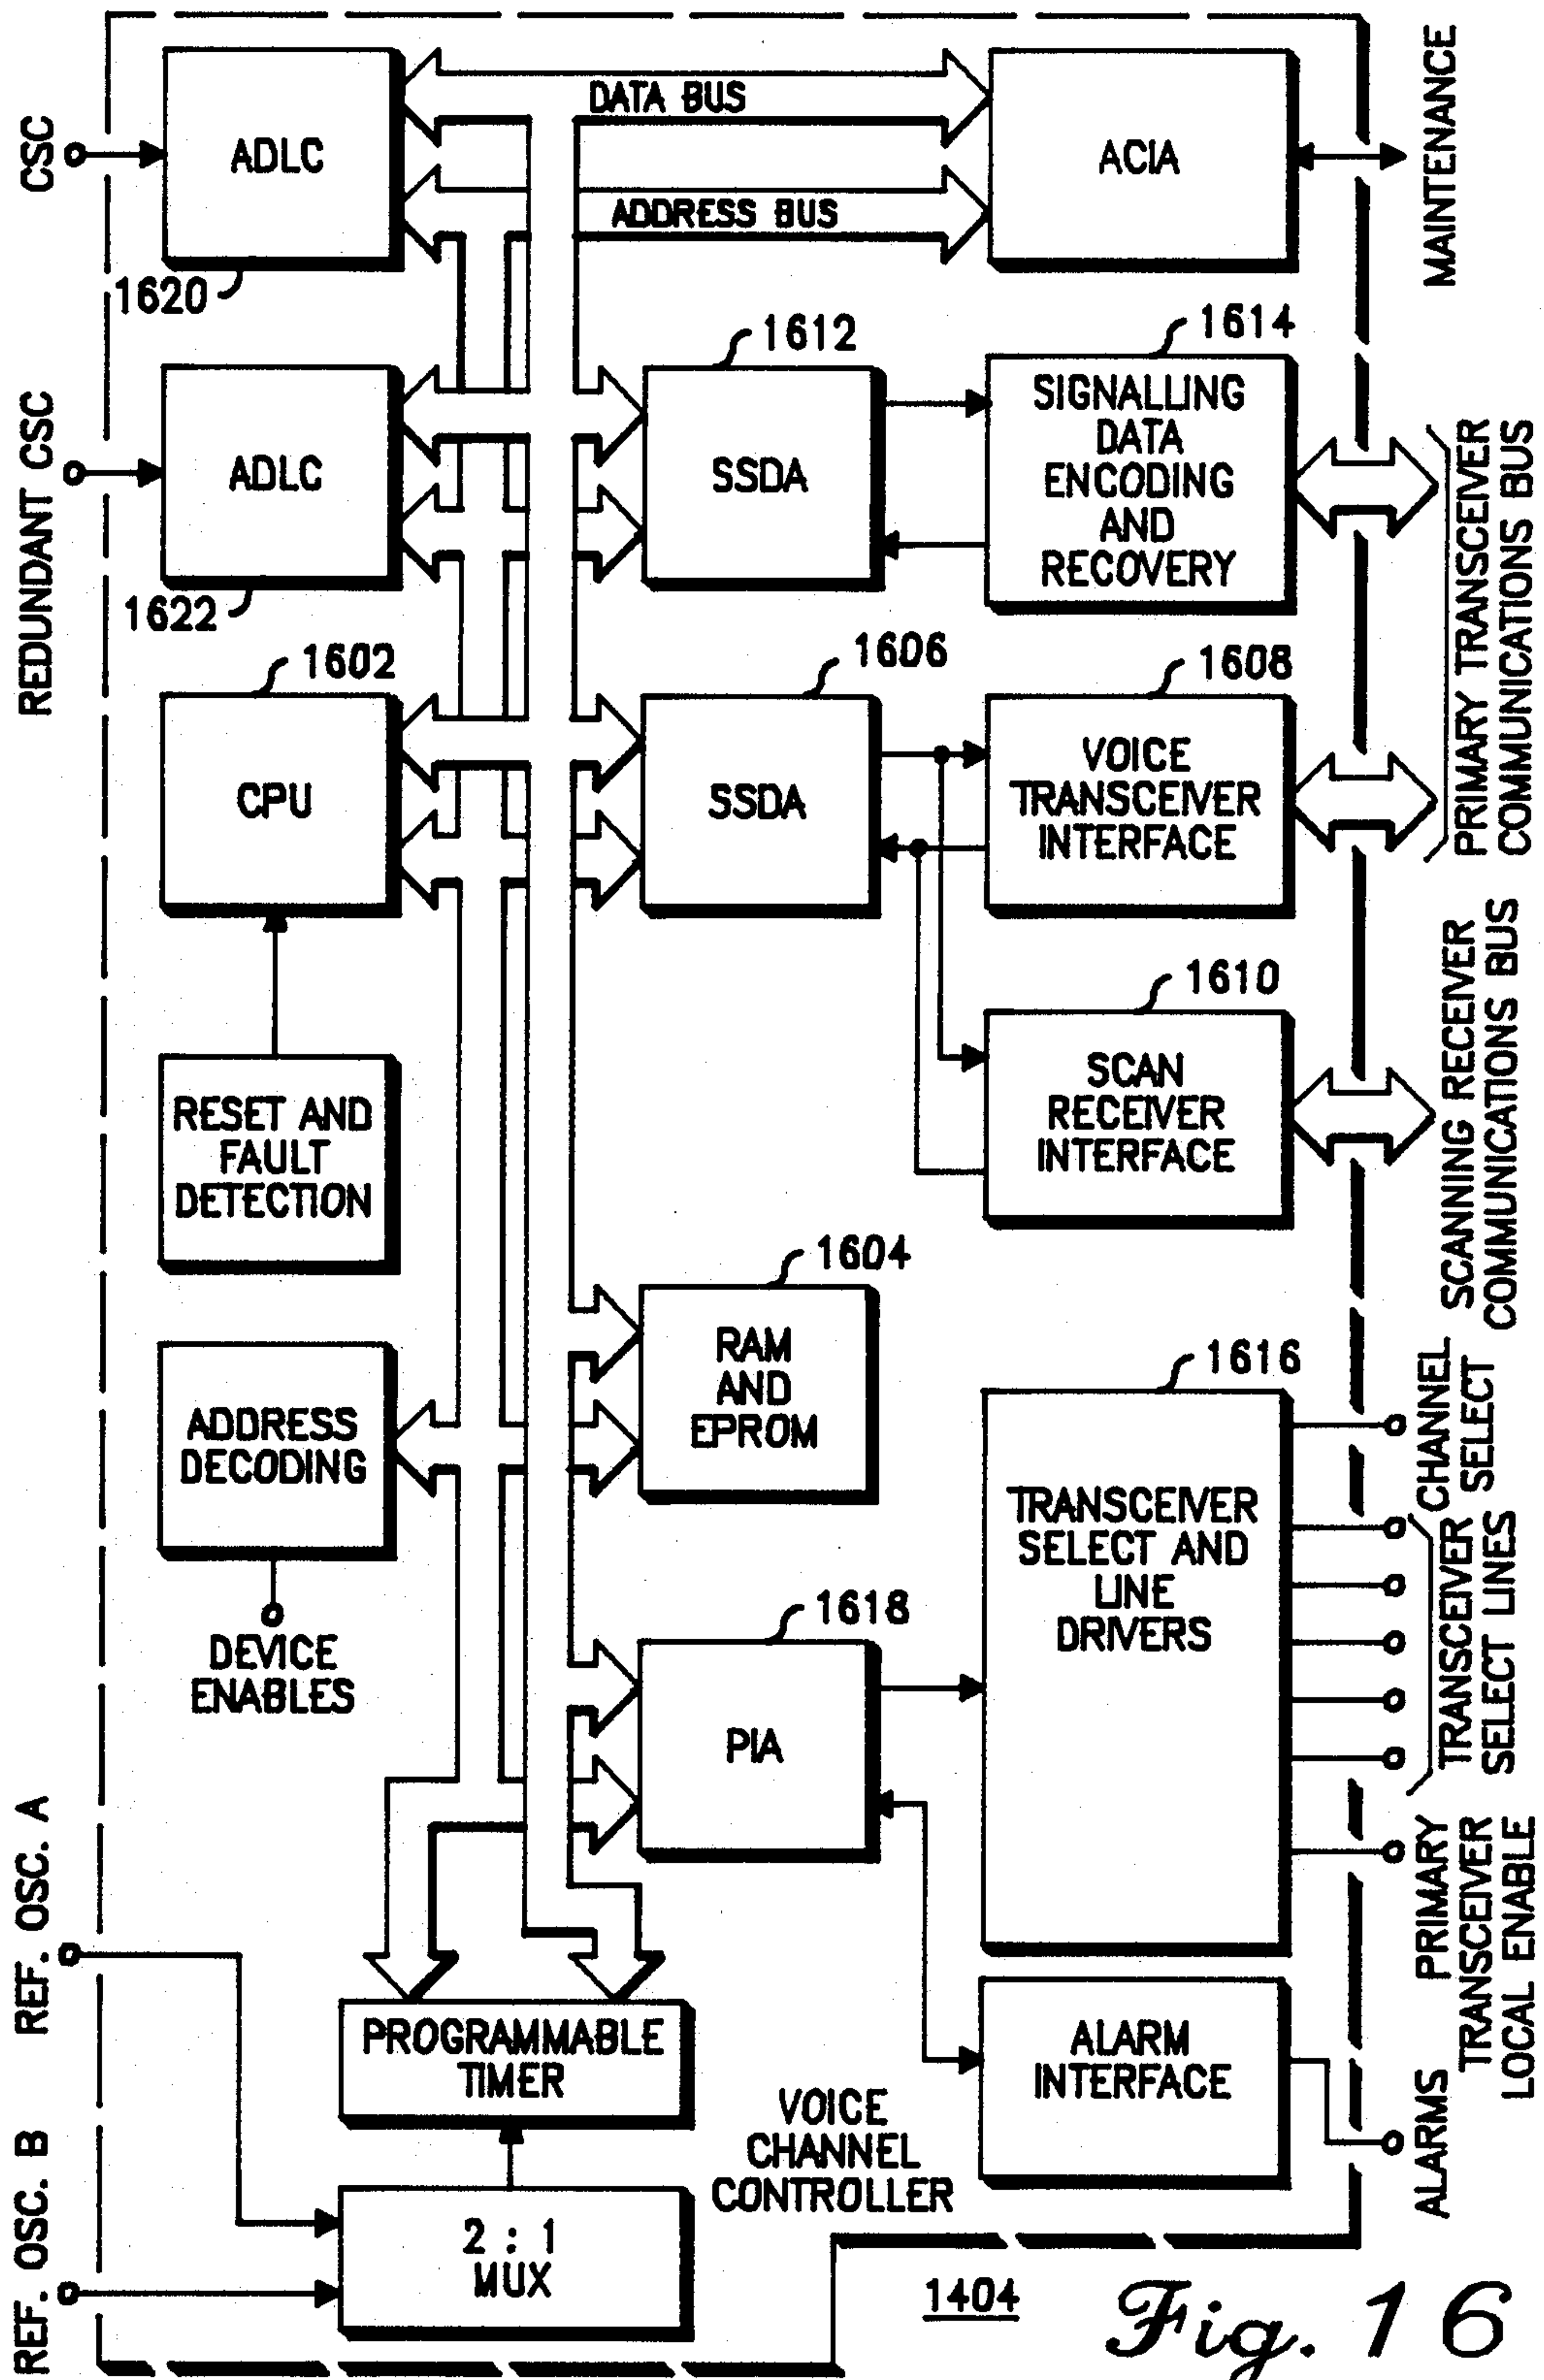 CSC
ADLC
1620
DATA BUS
ADDRESS BUS
ACIA
MAINTENANCE
REDUNDANT CSC
ADLC
1622
1612
SSDA
1614
SIGNALLING
DATA
ENCODING
AND
RECOVERY
PRIMARY TRANSCEIVER
COMMUNICATIONS BUS
1602
CPU
1606
SSDA
1608
VOICE
TRANSCEIVER
INTERFACE
RESET AND
FAULT
DETECTION
1610
SCAN
RECEIVER
INTERFACE
SCANNING RECEIVER
COMMUNICATIONS BUS
ADDRESS
DECODING
DEVICE
ENABLES
1604
RAM
AND
EPROM
1616
TRANSCEIVER
SELECT AND
LINE
DRIVERS
CHANNEL
SELECT
TRANSCEIVER
SELECT LINES
1618
PIA
PRIMARY
TRANSCEIVER
LOCAL ENABLE
REF. OSC. A
PROGRAMMABLE
TIMER
ALARM
INTERFACE
ALARMS
REF. OSC. B
2 : 1
MUX
VOICE
CHANNEL
CONTROLLER
1404
Fig. 16